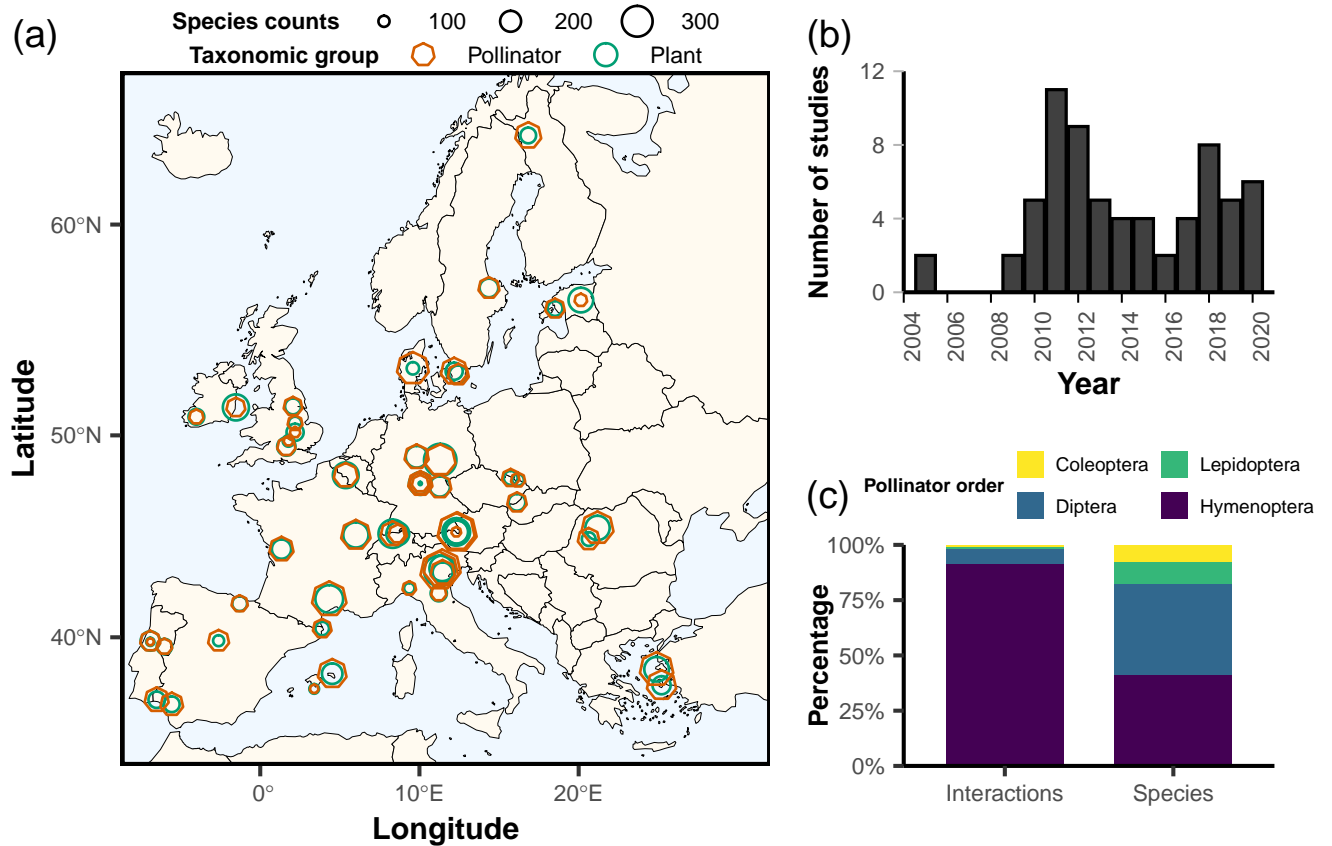 (a)
Species counts 100 200 300
Taxonomic group Pollinator Plant
60°N
50°N
40°N
Latitude
0° 10°E 20°E
Longitude
(b)
Number of studies
12
8
4
0
2004 2006 2008 2010 2012 2014 2016 2018 2020
Year
(c)
Pollinator order
Coleoptera Lepidoptera
Diptera Hymenoptera
Percentage
100%
75%
50%
25%
0%
Interactions Species